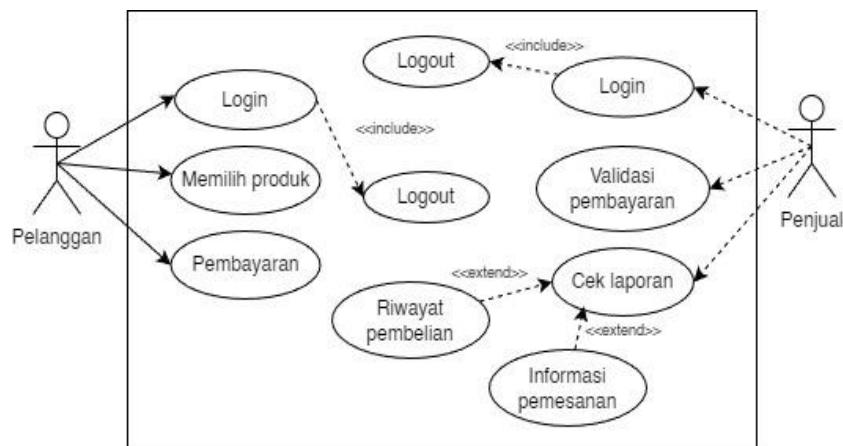 Logout
<<include>>
Login
Login
<<include>>
Memilih produk
Logout
Validasi
pembayaran
Pelanggan
Penjual
Pembayaran
<<extend>>
Cek laporan
Riwayat
pembelian
<<extend>>
Informasi
pemesanan